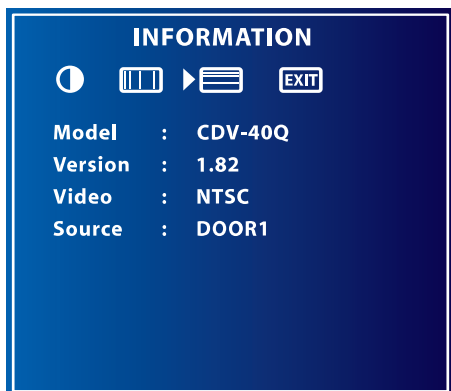 INFORMATION
EXIT
Model : CDV-40Q
Version : 1.82
Video : NTSC
Source : DOOR1